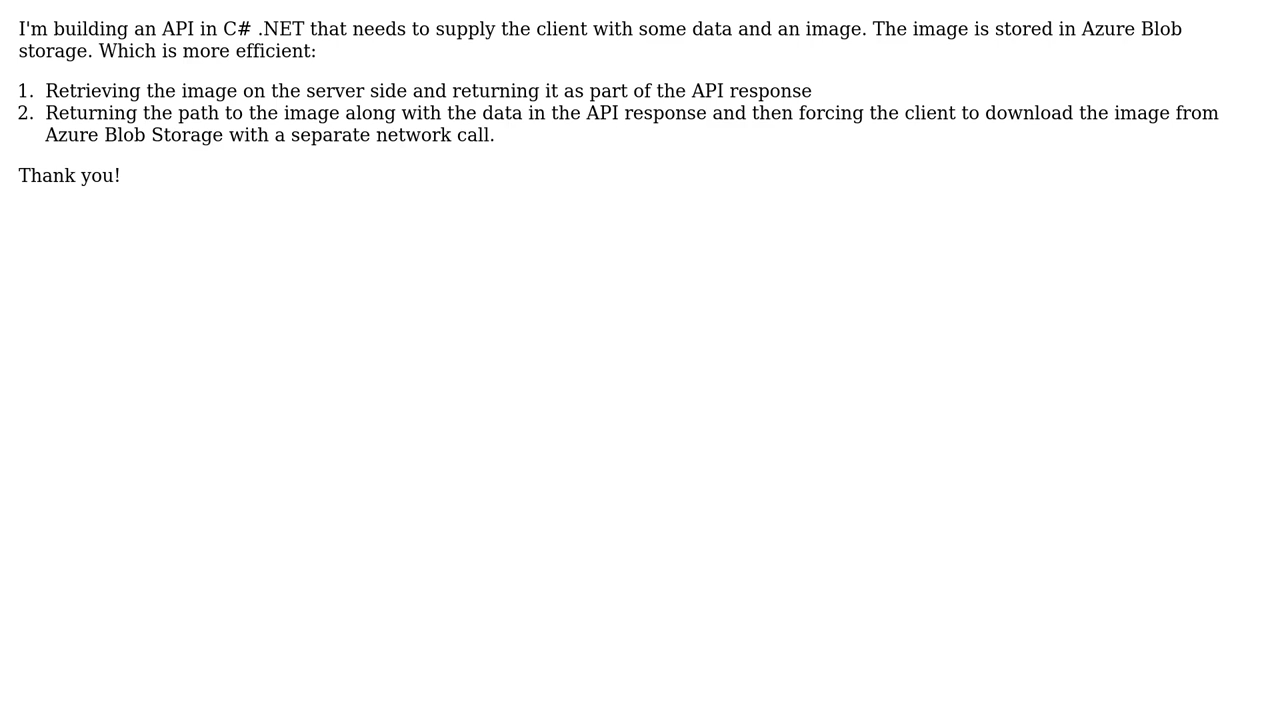 I'm building an API in C# .NET that needs to supply the client with some data and an image. The image is stored in Azure Blob
storage. Which is more efficient:
1. Retrieving the image on the server side and returning it as part of the API response
2. Returning the path to the image along with the data in the API response and then forcing the client to download the image from
Azure Blob Storage with a separate network call.
Thank you!